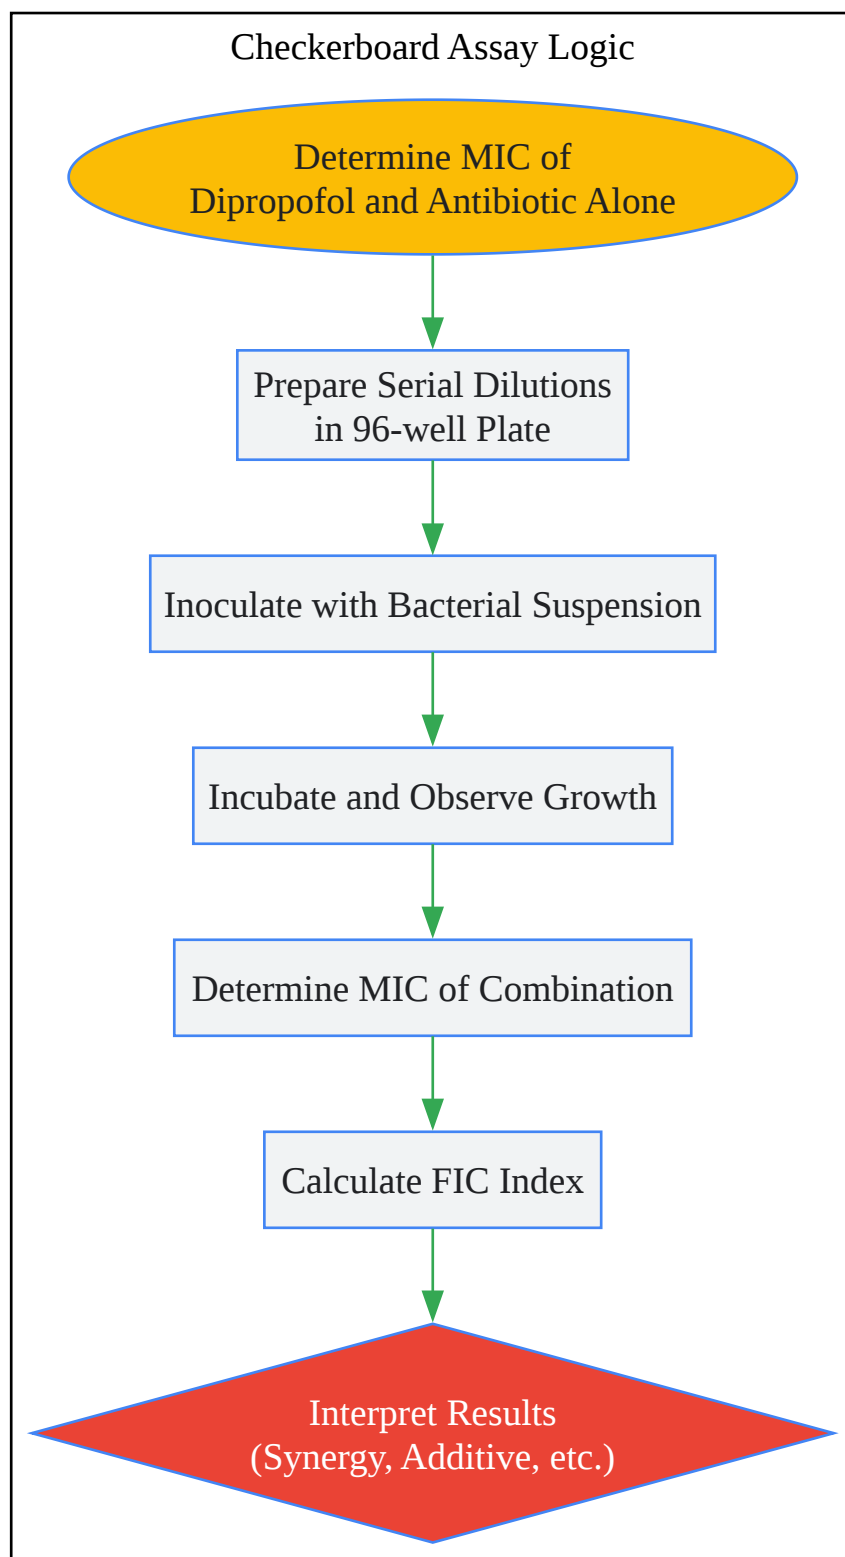 Checkerboard Assay Logic
Determine MIC of
Dipropofol and Antibiotic Alone
Prepare Serial Dilutions
in 96-well Plate
Inoculate with Bacterial Suspension
Incubate and Observe Growth
Determine MIC of Combination
Calculate FIC Index
Interpret Results
(Synergy, Additive, etc.)